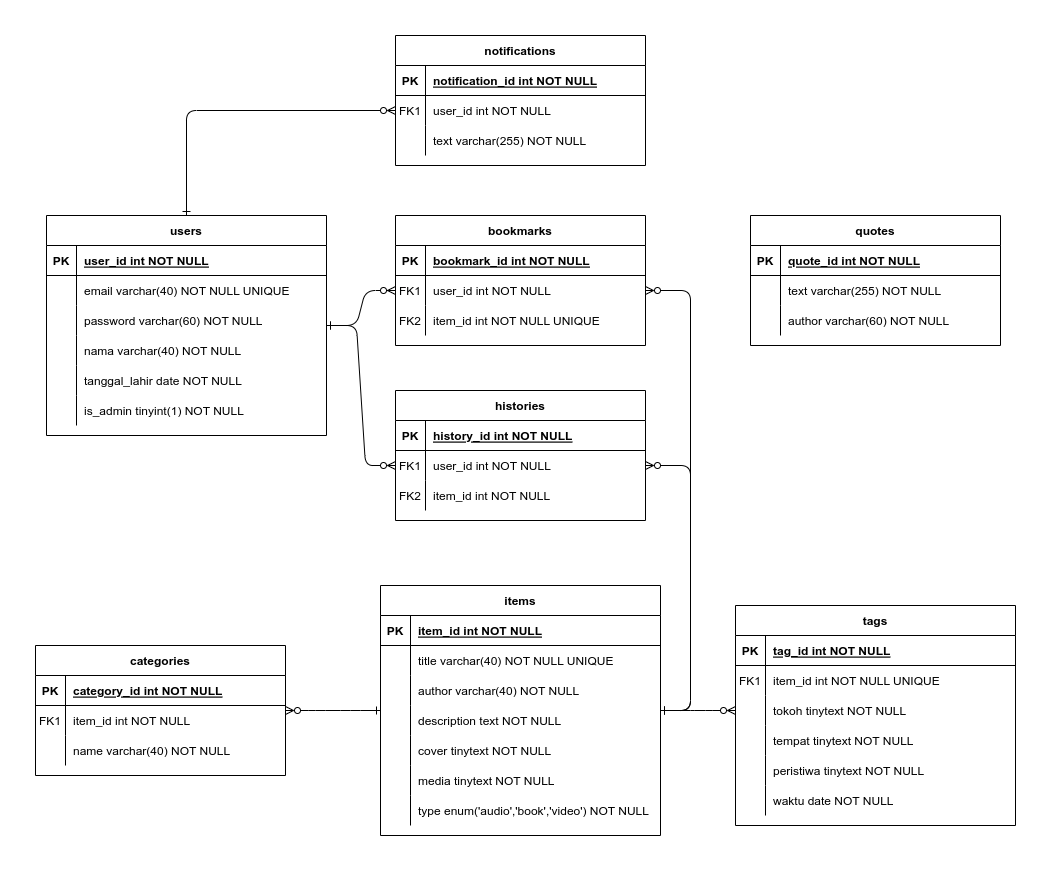 notifications
PK notification_id int NOT NULL
FK1 user_id int NOT NULL
text varchar(255) NOT NULL
users
PK user_id int NOT NULL
email varchar(40) NOT NULL UNIQUE
password varchar(60) NOT NULL
nama varchar(40) NOT NULL
tanggal_lahir date NOT NULL
is_admin tinyint(1) NOT NULL
bookmarks
PK bookmark_id int NOT NULL
FK1 user_id int NOT NULL
FK2 item_id int NOT NULL UNIQUE
quotes
PK quote_id int NOT NULL
text varchar(255) NOT NULL
author varchar(60) NOT NULL
histories
PK history_id int NOT NULL
FK1 user_id int NOT NULL
FK2 item_id int NOT NULL
categories
PK category_id int NOT NULL
FK1 item_id int NOT NULL
name varchar(40) NOT NULL
items
PK item_id int NOT NULL
title varchar(40) NOT NULL UNIQUE
author varchar(40) NOT NULL
description text NOT NULL
cover tinytext NOT NULL
media tinytext NOT NULL
type enum('audio','book','video') NOT NULL
tags
PK tag_id int NOT NULL
FK1 item_id int NOT NULL UNIQUE
tokoh tinytext NOT NULL
tempat tinytext NOT NULL
peristiwa tinytext NOT NULL
waktu date NOT NULL